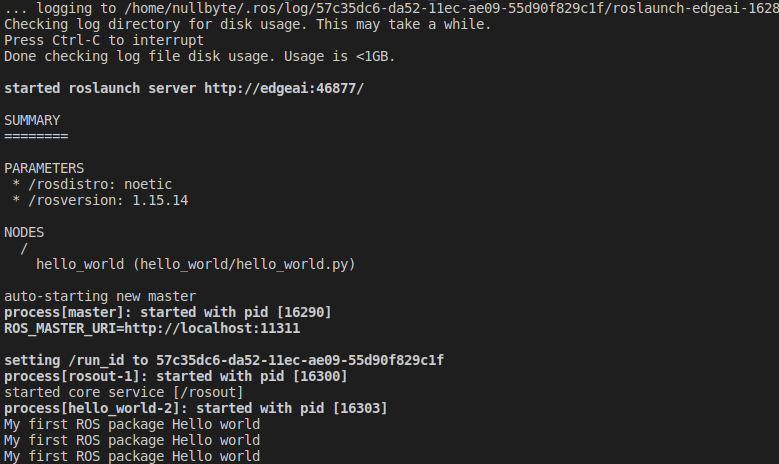 ... logging to /home/nullbyte/.ros/log/57c35dc6-da52-11ec-ae09-55d90f829c1f/roslaunch-edgeai-1628
Checking log directory for disk usage. This may take a while.
Press Ctrl-C to interrupt
Done checking log file disk usage. Usage is <1GB.
started roslaunch server http://edgeai:46877/
SUMMARY
========
PARAMETERS
* /rosdistro: noetic
* /rosversion: 1.15.14
NODES
/
hello_world (hello_world/hello_world.py)
auto-starting new master
process[master]: started with pid [16290]
ROS_MASTER_URI=http://localhost:11311
setting /run_id to 57c35dc6-da52-11ec-ae09-55d90f829c1f
process[rosout-1]: started with pid [16300]
started core service [/rosout]
process[hello_world-2]: started with pid [16303]
My first ROS package Hello world
My first ROS package Hello world
My first ROS package Hello world